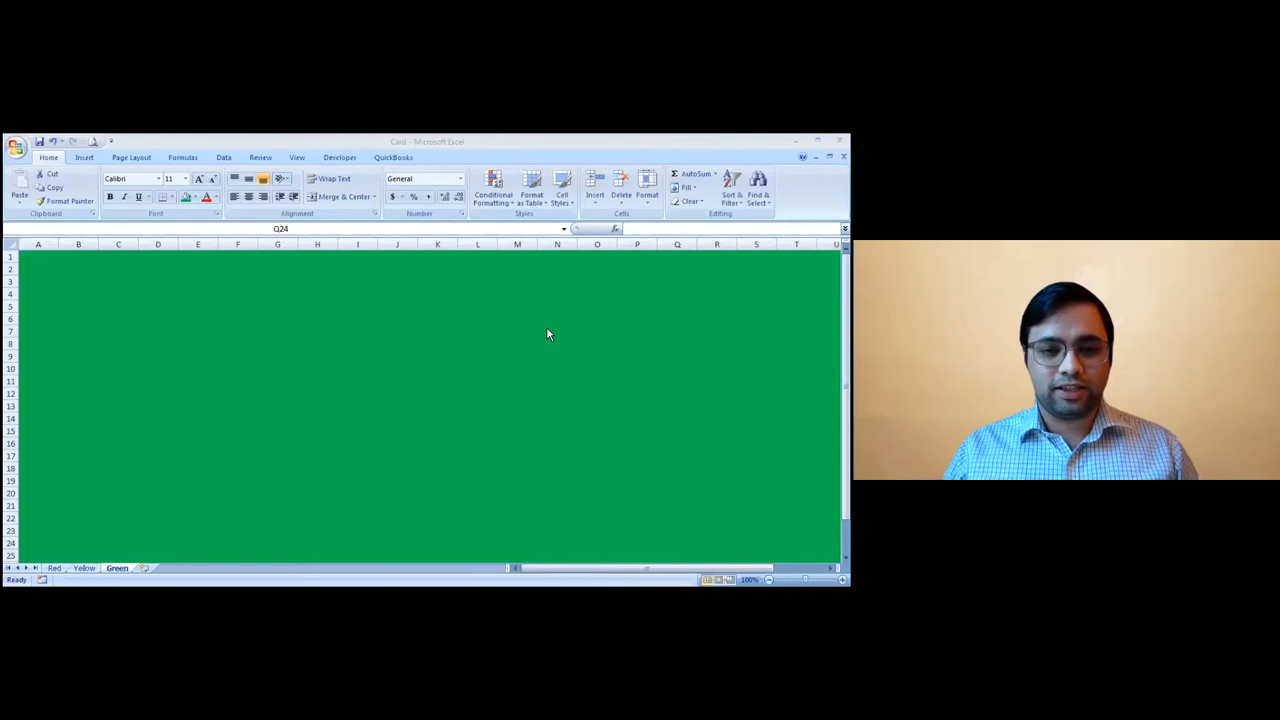 Card - Microsoft Excel
Home Insert Page Layout Formulas Data Review View Developer QuickBooks
Cut
Copy
Format Painter
Paste
Clipboard
Calibri 11
B I U
Font
Wrap Text
Merge & Center
Alignment
General
$ % ,
Number
Conditional Formatting
Format as Table
Cell Styles
Styles
Insert Delete Format
Cells
Σ AutoSum
Fill
Clear
Sort & Filter
Find & Select
Editing
Q24 fx
A B C D E F G H I J K L M N O P Q R S T U
1
2
3
4
5
6
7
8
9
10
11
12
13
14
15
16
17
18
19
20
21
22
23
24
25
Red Yellow Green
Ready 100%